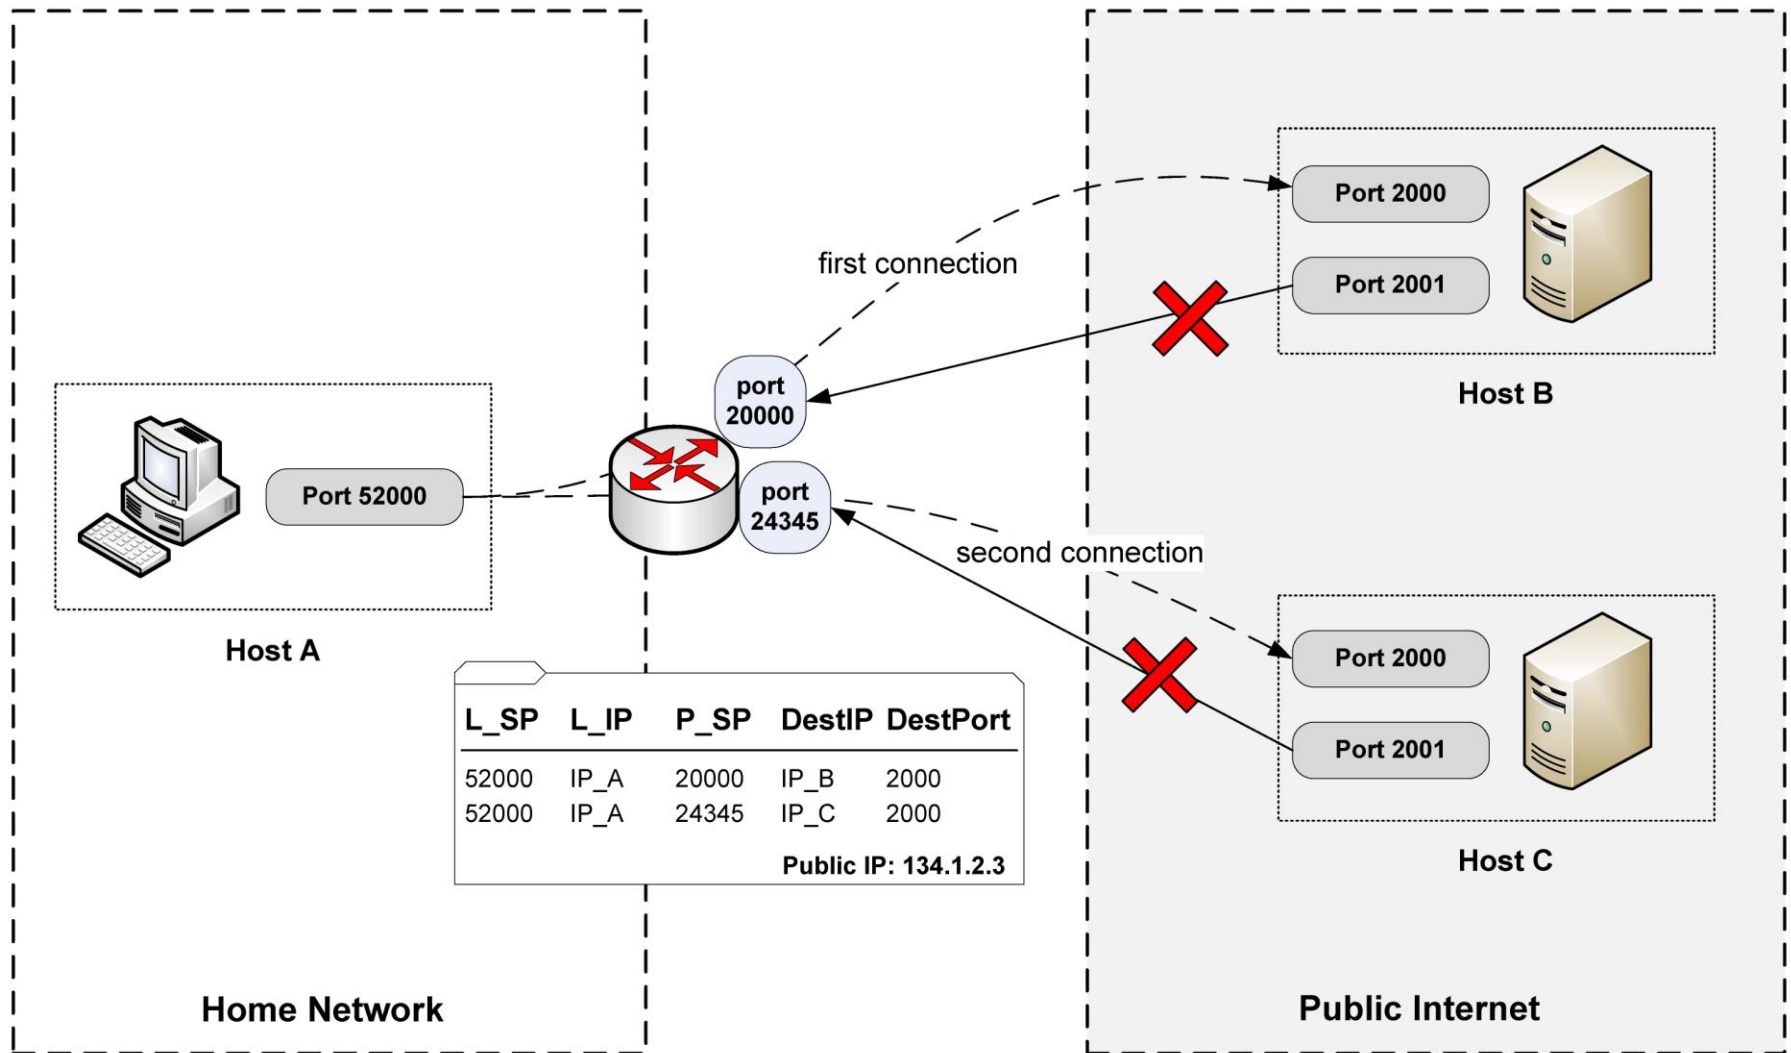 Port 2000
first connection
Port 2001
Host B
port
20000
Port 52000
port
24345
second connection
Host A
Port 2000
Port 2001
Host C
L_SP L_IP P_SP DestIP DestPort
52000 IP_A 20000 IP_B 2000
52000 IP_A 24345 IP_C 2000
Public IP: 134.1.2.3
Home Network
Public Internet